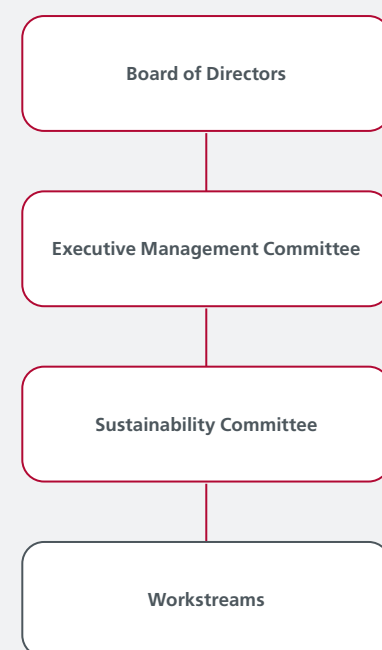 Board of Directors
Executive Management Committee
Sustainability Committee
Workstreams